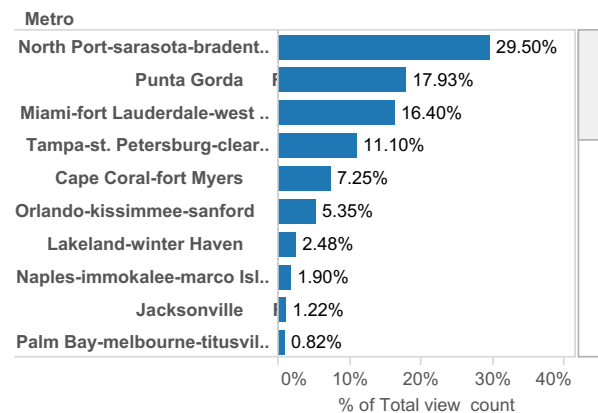 Metro
North Port-sarasota-bradent.. 29.50%
Punta Gorda F 17.93%
Miami-fort Lauderdale-west .. 16.40%
Tampa-st. Petersburg-clear.. 11.10%
Cape Coral-fort Myers 7.25%
Orlando-kissimmee-sanford 5.35%
Lakeland-winter Haven 2.48%
Naples-immokalee-marco Isl.. 1.90%
Jacksonville F 1.22%
Palm Bay-melbourne-titusvil.. 0.82%
0% 10% 20% 30% 40%
% of Total view count